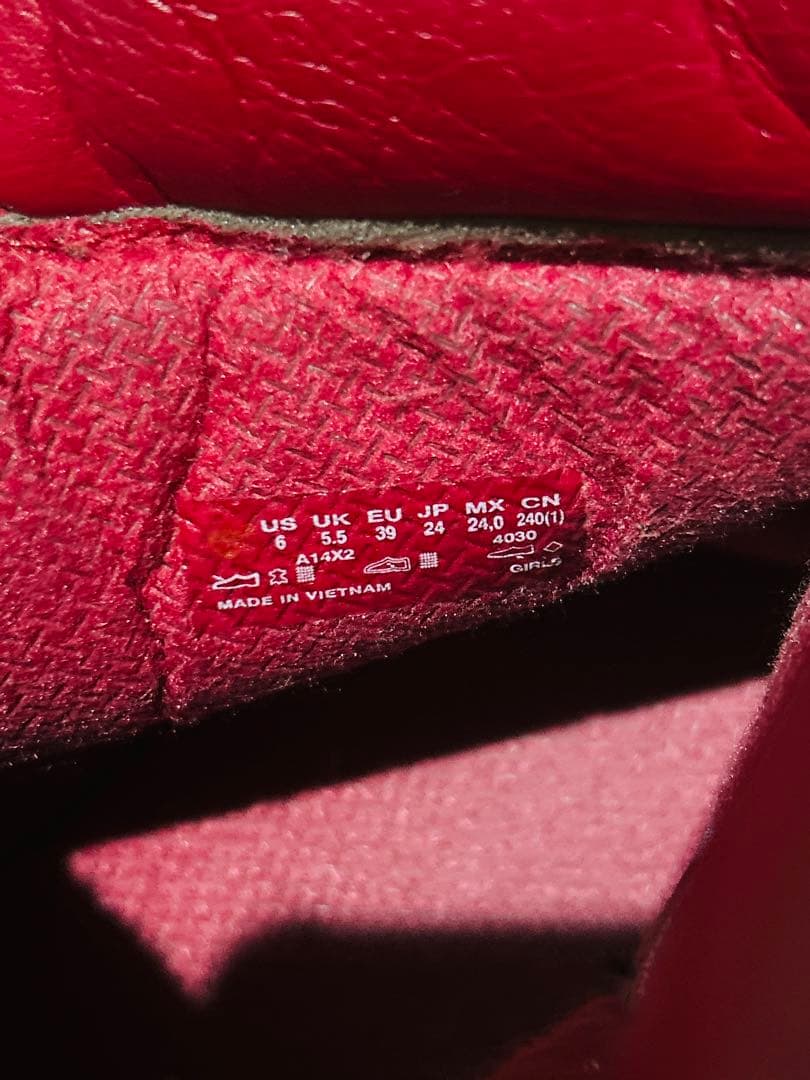 US UK EU JP MX CN
6 5.5 39 24 24,0 240(1)
A14X2 4030
GIRLS
MADE IN VIETNAM